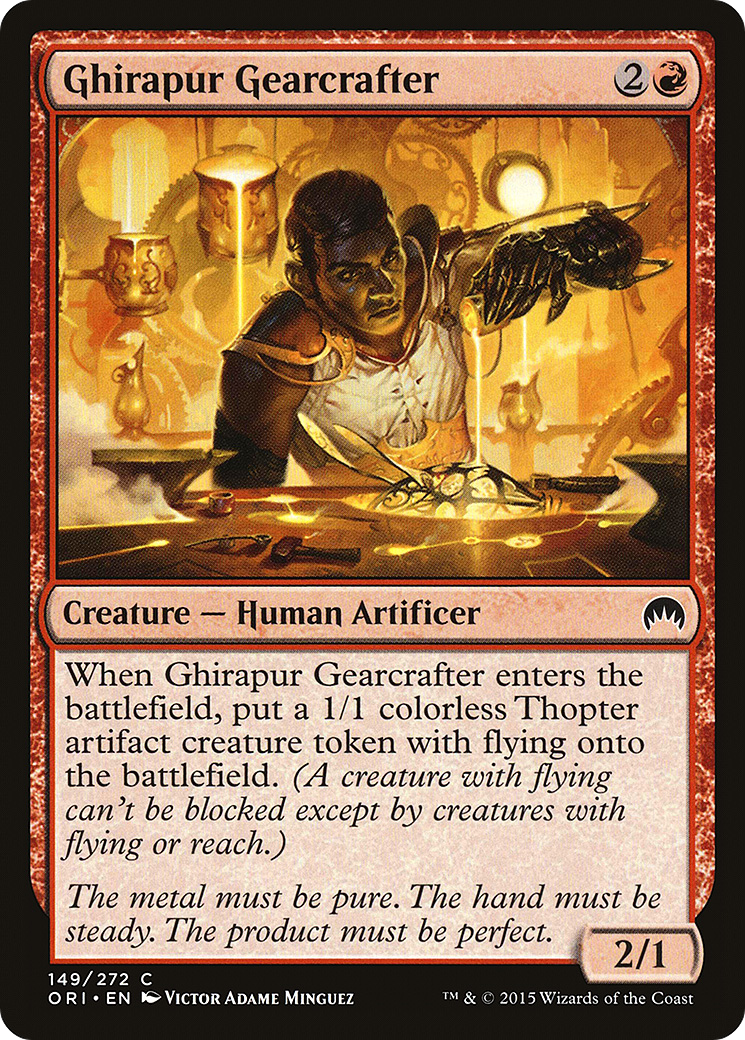 Ghirapur Gearcrafter 2
Creature — Human Artificer
When Ghirapur Gearcrafter enters the
battlefield, put a 1/1 colorless Thopter
artifact creature token with flying onto
the battlefield. (A creature with flying
can't be blocked except by creatures with
flying or reach.)
The metal must be pure. The hand must be
steady. The product must be perfect.
2/1
149/272 C
ORI • EN Victor Adame Minguez
™ & © 2015 Wizards of the Coast